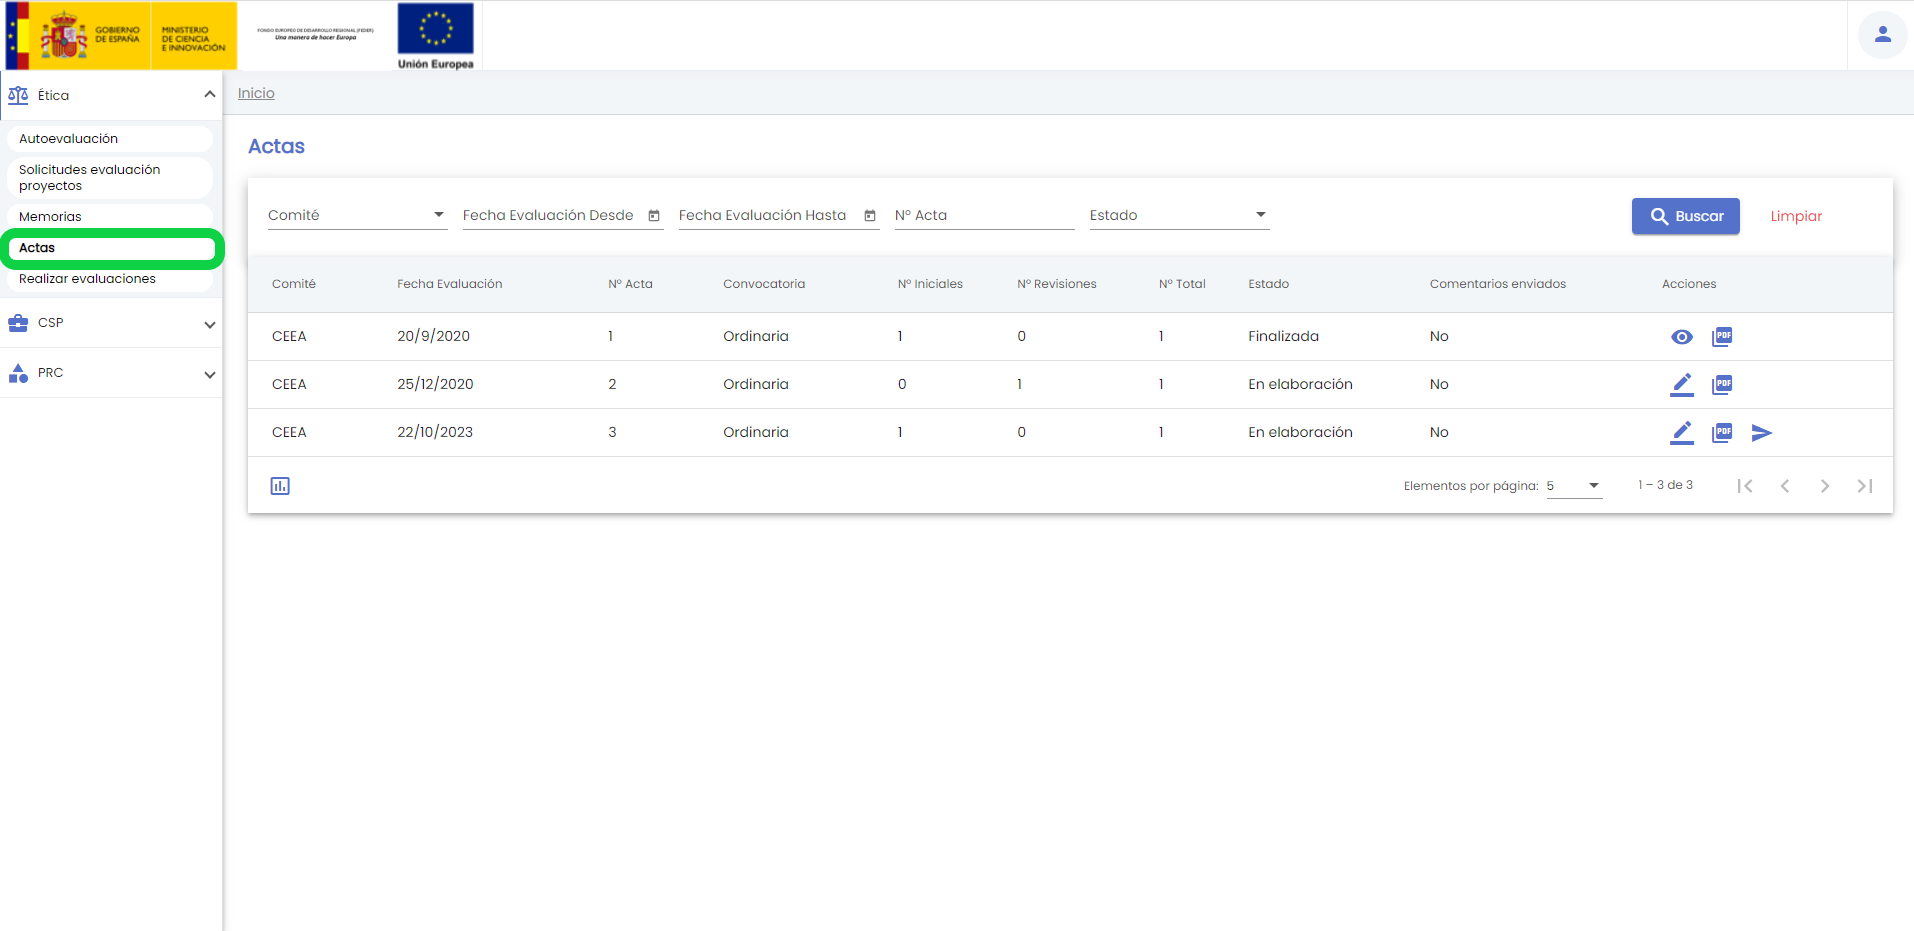 GOBIERNO
DE ESPAÑA
MINISTERIO
DE CIENCIA
E INNOVACIÓN
FONDO EUROPEO DE DESARROLLO REGIONAL (FEDER)
Una manera de hacer Europa
Unión Europea
Ética
Inicio
Autoevaluación
Solicitudes evaluación
proyectos
Memorias
Actas
Realizar evaluaciones
CSP
PRC
Actas
Comité Fecha Evaluación Desde Fecha Evaluación Hasta Nº Acta Estado Buscar Limpiar
Comité Fecha Evaluación Nº Acta Convocatoria Nº Iniciales Nº Revisiones Nº Total Estado Comentarios enviados Acciones
CEEA 20/9/2020 1 Ordinaria 1 0 1 Finalizada No PDF
CEEA 25/12/2020 2 Ordinaria 0 1 1 En elaboración No PDF
CEEA 22/10/2023 3 Ordinaria 1 0 1 En elaboración No PDF
Elementos por página: 5 1 – 3 de 3